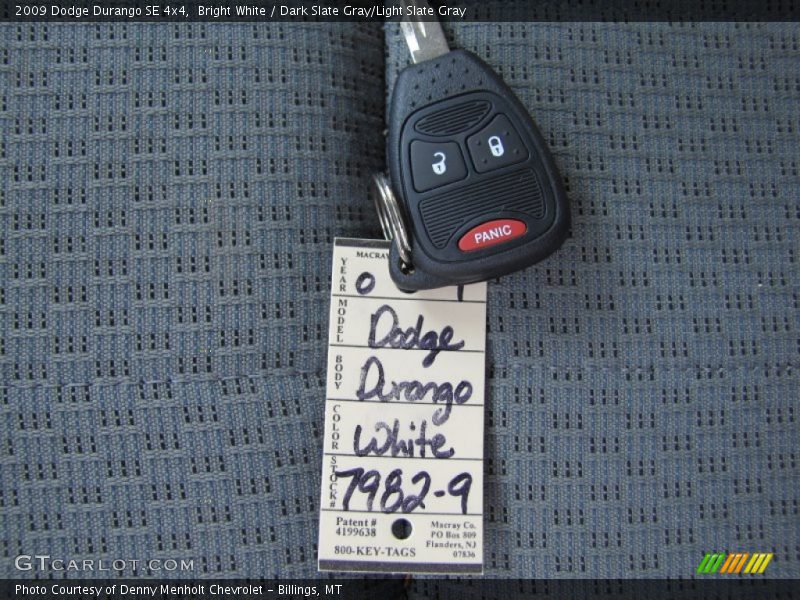 2009 Dodge Durango SE 4x4, Bright White / Dark Slate Gray/Light Slate Gray
PANIC
MACRAY
YEAR 0
MODEL Dodge
BODY Durango
COLOR White
STOCK# 7982-9
Patent #
4199638
800-KEY-TAGS
Macray Co.
PO Box 809
Flanders, NJ
07836
GTCARLOT.COM
Photo Courtesy of Denny Menholt Chevrolet - Billings, MT